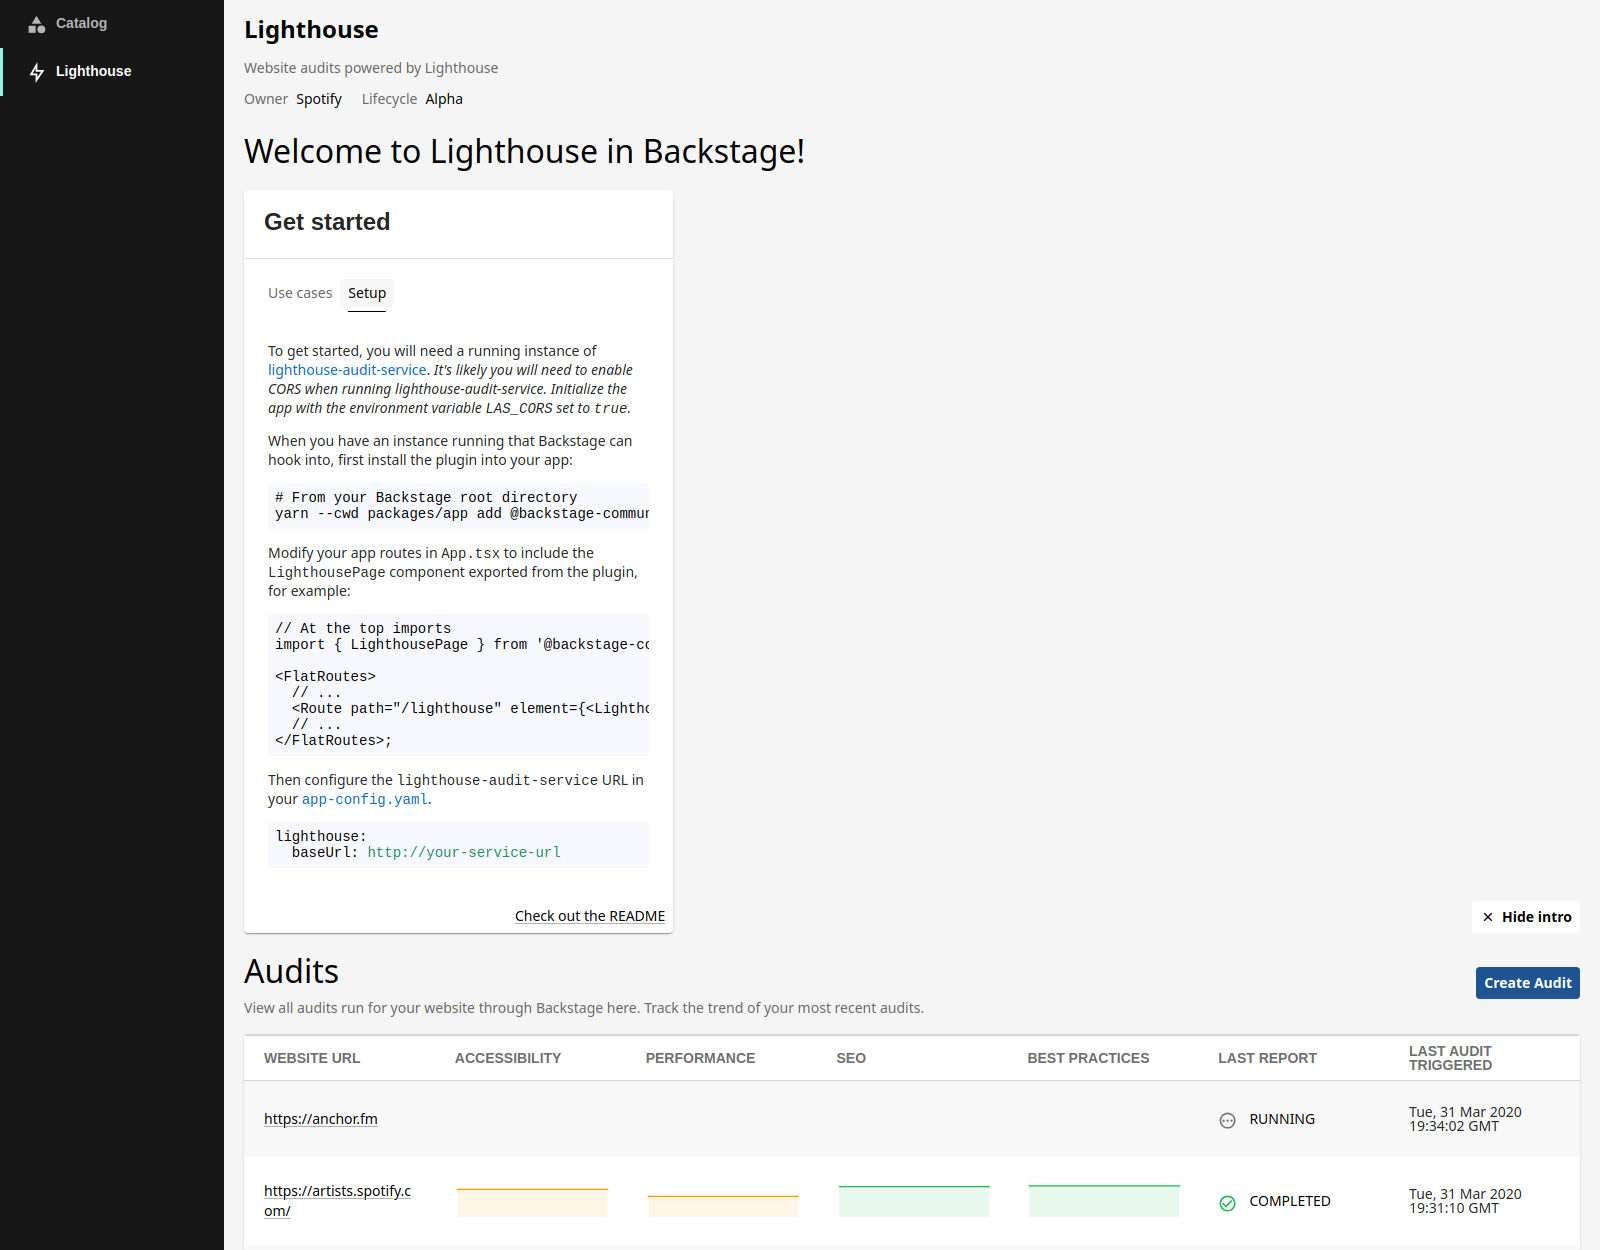 Catalog
Lighthouse
Lighthouse
Website audits powered by Lighthouse
Owner Spotify Lifecycle Alpha
Welcome to Lighthouse in Backstage!
Get started
Use cases Setup
To get started, you will need a running instance of
lighthouse-audit-service. It's likely you will need to enable
CORS when running lighthouse-audit-service. Initialize the
app with the environment variable LAS_CORS set to true.
When you have an instance running that Backstage can
hook into, first install the plugin into your app:
# From your Backstage root directory
yarn --cwd packages/app add @backstage-commun
Modify your app routes in App.tsx to include the
LighthousePage component exported from the plugin,
for example:
// At the top imports
import { LighthousePage } from '@backstage-co
<FlatRoutes>
// ...
<Route path="/lighthouse" element={<Lightho
// ...
</FlatRoutes>;
Then configure the lighthouse-audit-service URL in
your app-config.yaml.
lighthouse:
baseUrl: http://your-service-url
Check out the README
Hide intro
Audits
Create Audit
View all audits run for your website through Backstage here. Track the trend of your most recent audits.
WEBSITE URL ACCESSIBILITY PERFORMANCE SEO BEST PRACTICES LAST REPORT LAST AUDIT
TRIGGERED
https://anchor.fm RUNNING Tue, 31 Mar 2020
19:34:02 GMT
https://artists.spotify.c
om/
COMPLETED
Tue, 31 Mar 2020
19:31:10 GMT